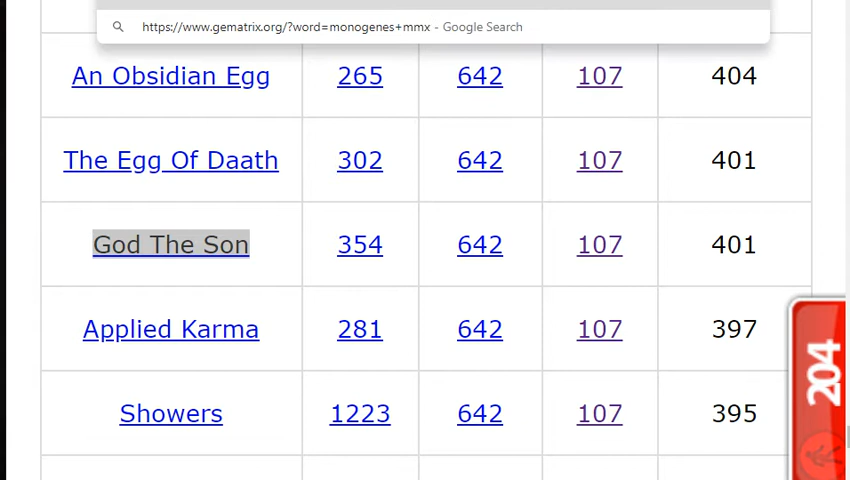 https://www.gematrix.org/?word=monogenes+mmx - Google Search
An Obsidian Egg 265 642 107 404
The Egg Of Daath 302 642 107 401
God The Son 354 642 107 401
Applied Karma 281 642 107 397
Showers 1223 642 107 395
204